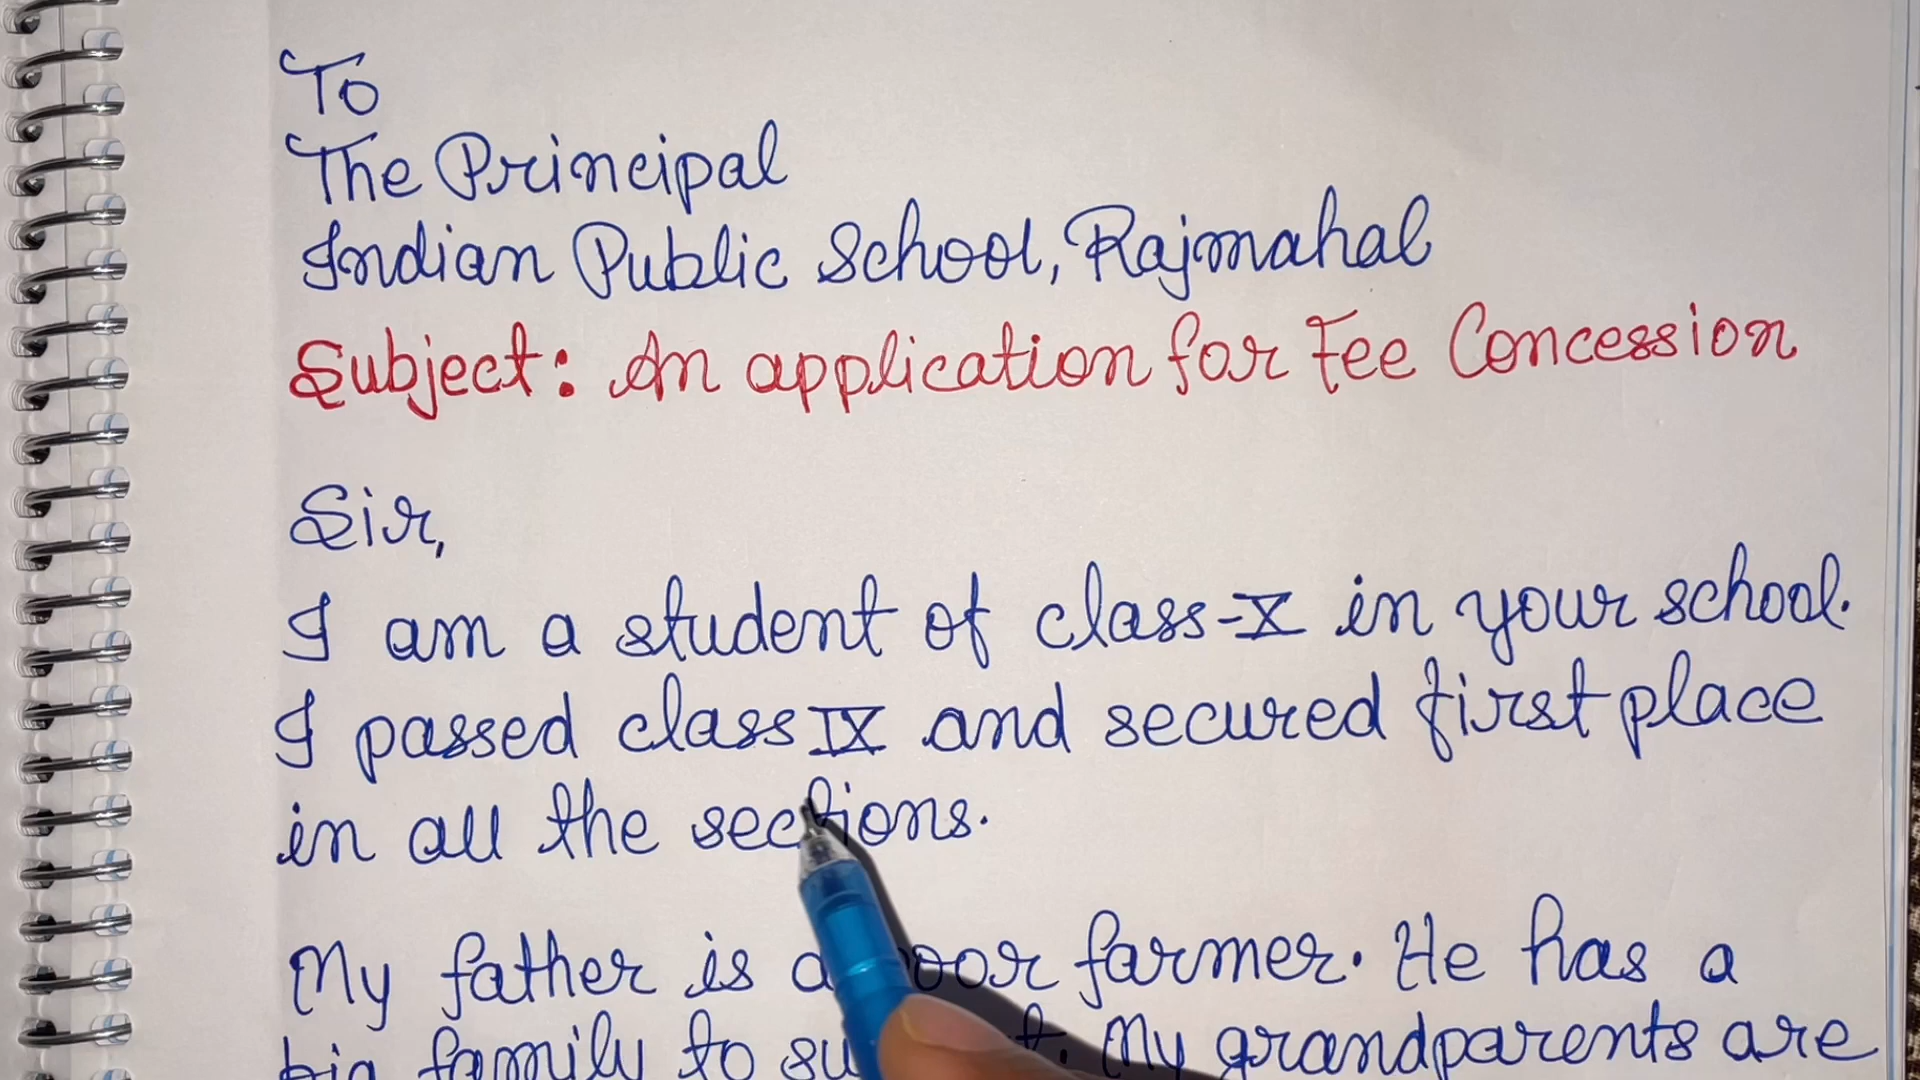 To
The Principal
Indian Public School, Rajmahal
Subject: An application for Fee Concession
Sir,
I am a student of class-X in your school.
I passed class IX and secured first place
in all the sections.
My father is a poor farmer. He has a
big family to My grandparents are